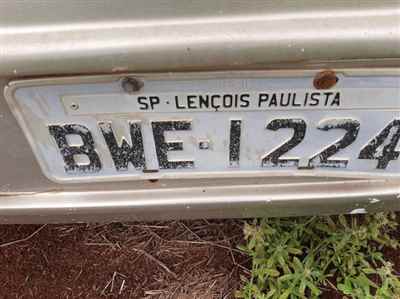 SP · LENÇOIS PAULISTA
BWE·1224